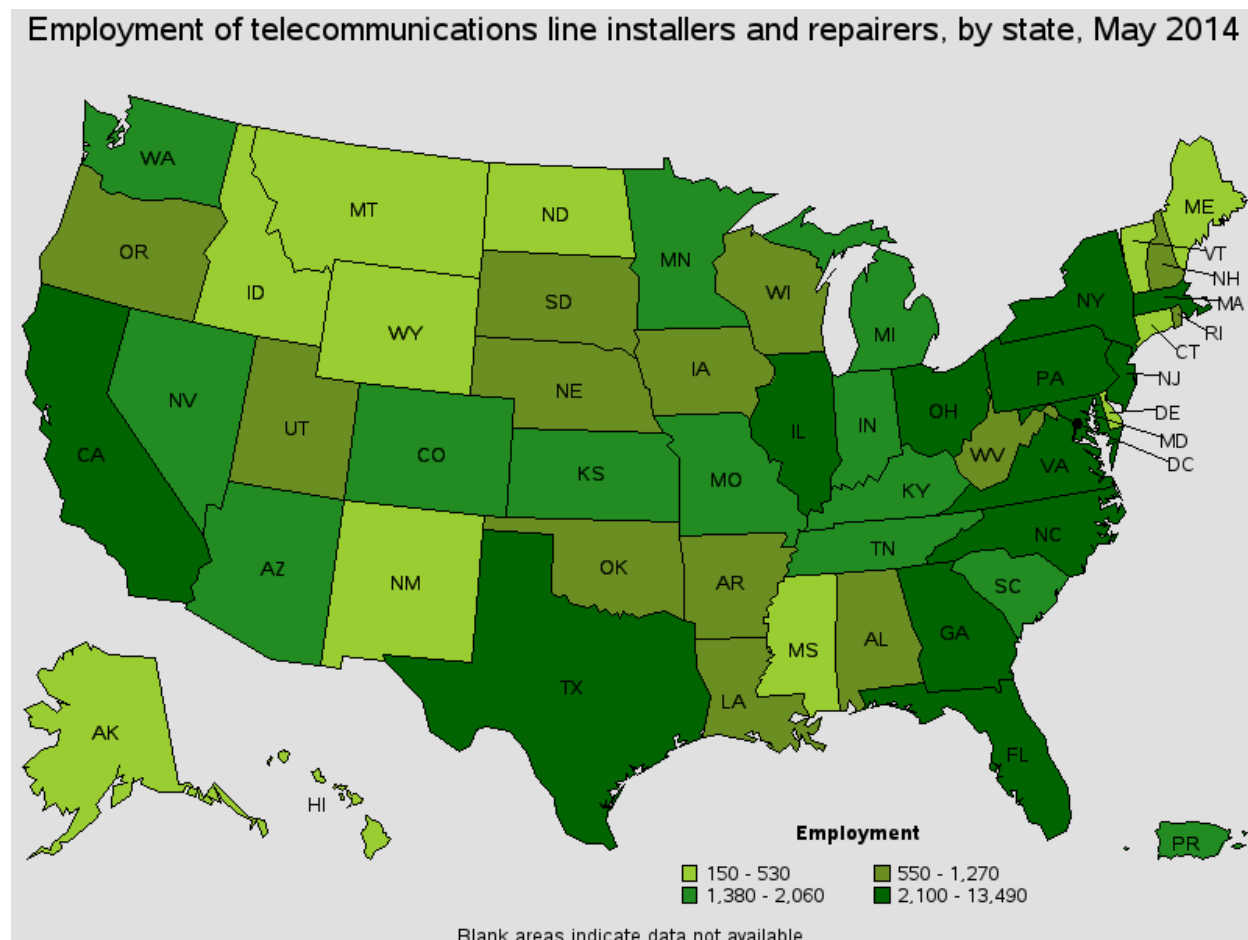 Employment of telecommunications line installers and repairers, by state, May 2014
WA
MT
ND
ME
OR
MN
VT
ID
SD
WI
NH
NY
MA
WY
MI
RI
CT
IA
PA
NJ
NE
NV
OH
DE
UT
IL
IN
MD
CA
CO
WV
VA
DC
KS
MO
KY
NC
TN
AZ
OK
NM
AR
SC
MS
AL
GA
TX
LA
AK
FL
HI
PR
Employment
150 - 530
550 - 1,270
1,380 - 2,060
2,100 - 13,490
Blank areas indicate data not available